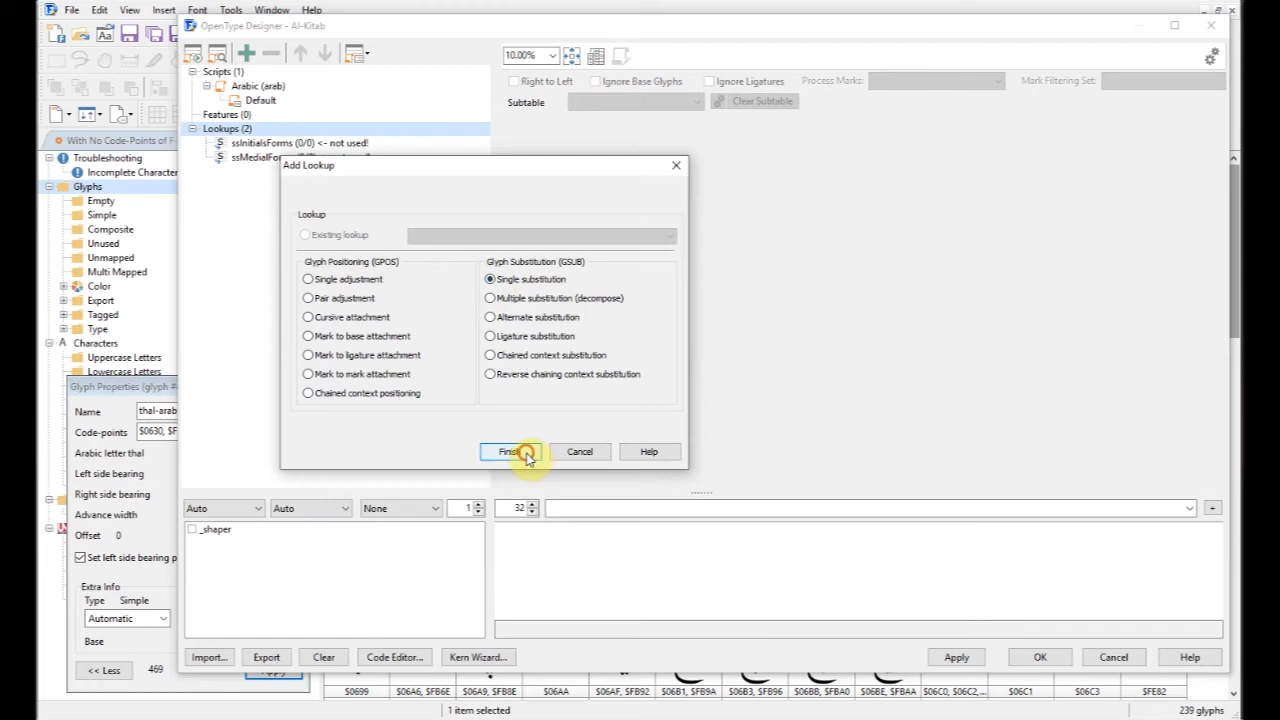 File Edit View Insert Font Tools Window Help
OpenType Designer - Al-Kitab
10.00%
Scripts (1)
Arabic (arab)
Default
Features (0)
Lookups (2)
ssInitialsForms (0/0) <- not used!
Right to Left Ignore Base Glyphs Ignore Ligatures Process Marks: Mark Filtering Set:
Subtable Clear Subtable
With No Code-Points of F
Troubleshooting
Incomplete Character
Glyphs
Empty
Simple
Composite
Unused
Unmapped
Multi Mapped
Color
Export
Tagged
Type
Characters
Uppercase Letters
Lowercase Letters
Add Lookup
Lookup
Existing lookup
Glyph Positioning (GPOS)
Single adjustment
Pair adjustment
Cursive attachment
Mark to base attachment
Mark to ligature attachment
Mark to mark attachment
Chained context positioning
Glyph Substitution (GSUB)
Single substitution
Multiple substitution (decompose)
Alternate substitution
Ligature substitution
Chained context substitution
Reverse chaining context substitution
Cancel Help
Glyph Properties (glyph #
Name thal-arab
Code-points $0630, $F
Arabic letter thal
Left side bearing
Right side bearing
Advance width
Offset 0
Set left side bearing p
Extra Info
Type Simple
Automatic
Base
<< Less 469
Auto Auto None 1 32 +
_shaper
Import... Export Clear Code Editor... Kern Wizard... Apply OK Cancel Help
$0699 $06A6, $FB6E $06A9, $FB8E $06AA $06AF, $FB92 $06B1, $FB9A $06B3, $FB96 $06BB, $FBA0 $06BE, $FBAA $06C0, $06C2,... $06C1 $06C3 $FE82
1 item selected 239 glyphs